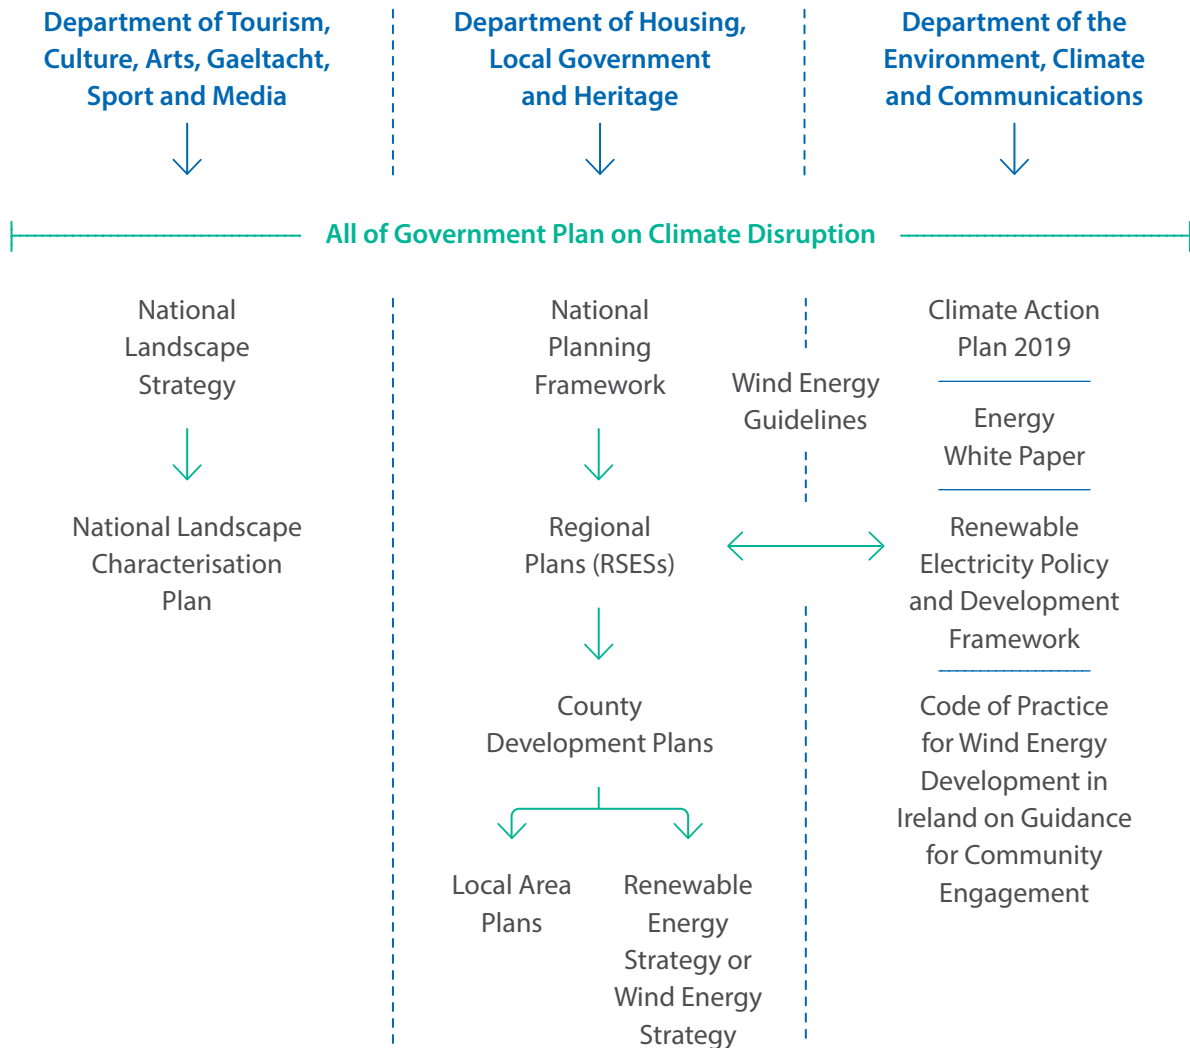 Department of Tourism,
Culture, Arts, Gaeltacht,
Sport and Media
Department of Housing,
Local Government
and Heritage
Department of the
Environment, Climate
and Communications
All of Government Plan on Climate Disruption
National
Landscape
Strategy
National Landscape
Characterisation
Plan
National
Planning
Framework
Regional
Plans (RSESs)
County
Development Plans
Local Area
Plans
Renewable
Energy
Strategy or
Wind Energy
Strategy
Wind Energy
Guidelines
Climate Action
Plan 2019
Energy
White Paper
Renewable
Electricity Policy
and Development
Framework
Code of Practice
for Wind Energy
Development in
Ireland on Guidance
for Community
Engagement